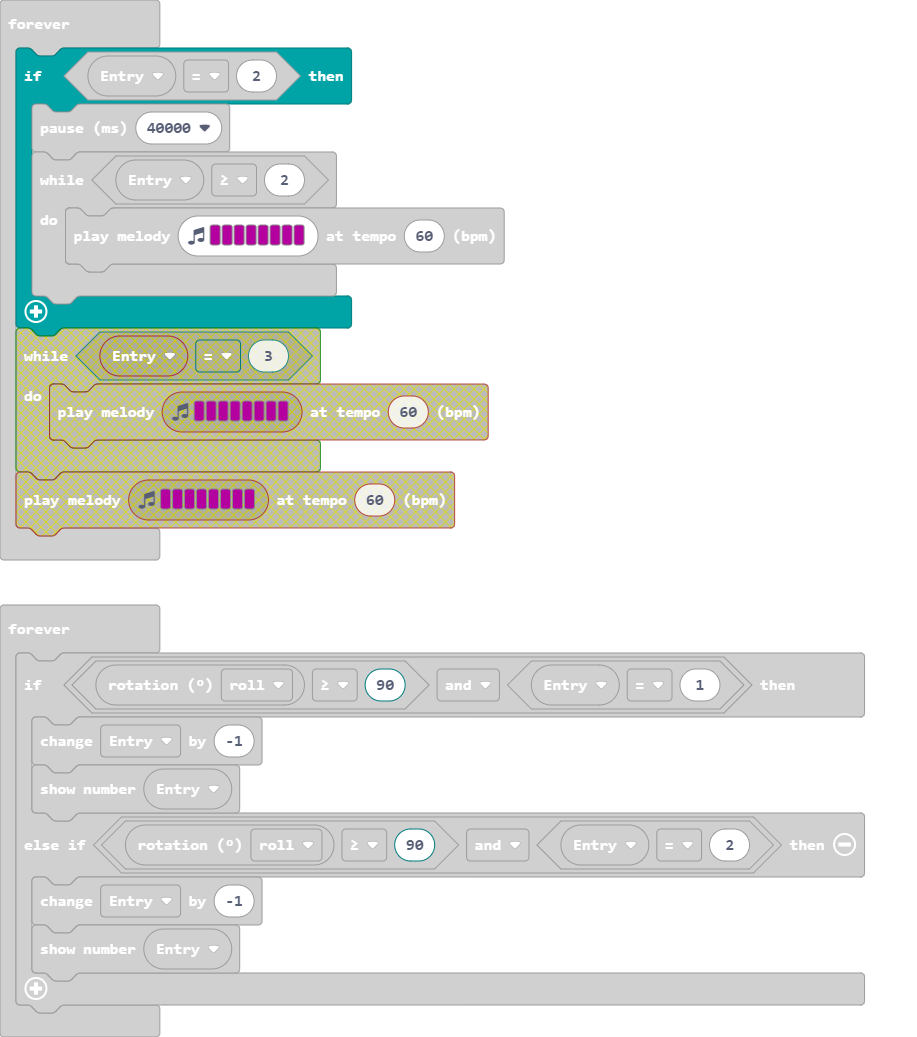 forever
if Entry = 2 then
pause (ms) 40000
while Entry ≥ 2
do play melody at tempo 60 (bpm)
while Entry = 3
do play melody at tempo 60 (bpm)
play melody at tempo 60 (bpm)
forever
if rotation (°) roll ≥ 90 and Entry = 1 then
change Entry by -1
show number Entry
else if rotation (°) roll ≥ 90 and Entry = 2 then
change Entry by -1
show number Entry